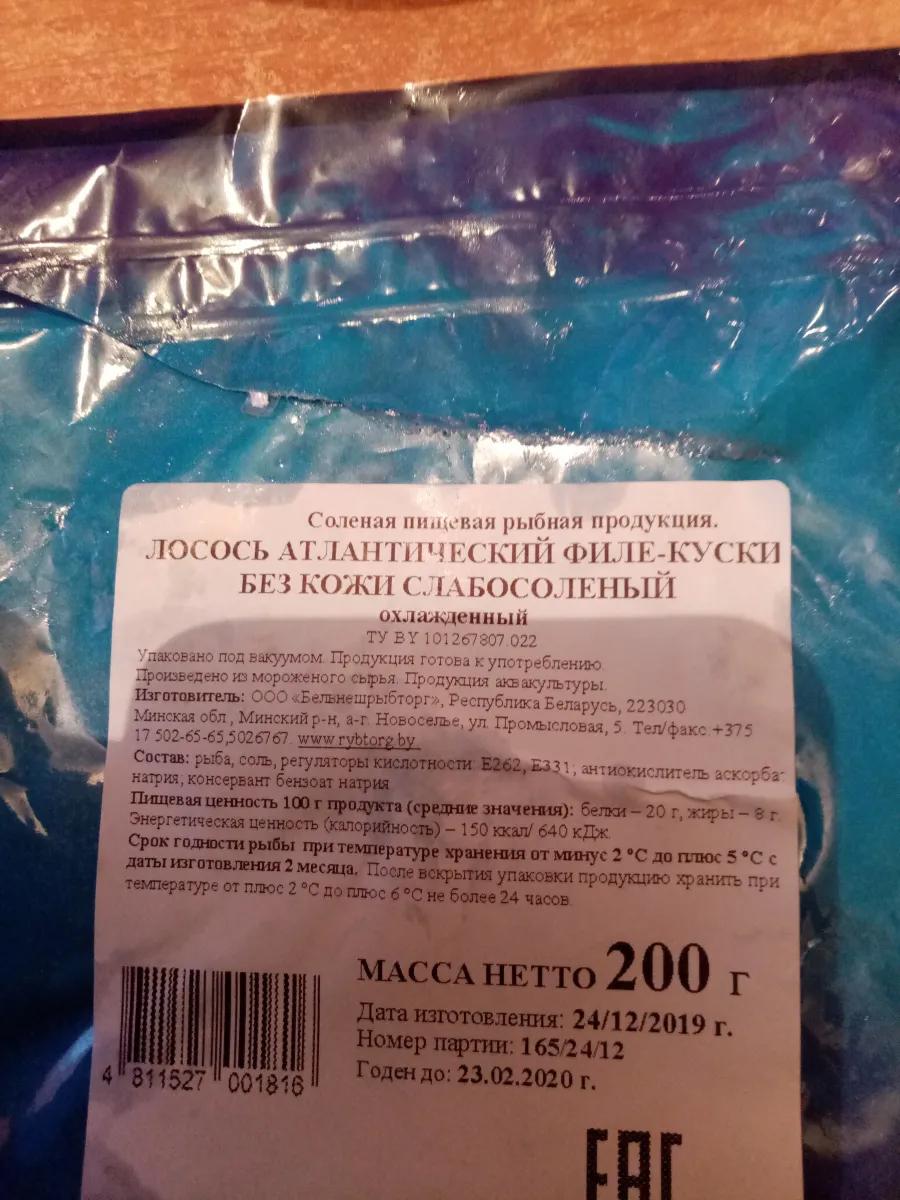 Соленая пищевая рыбная продукция.
ЛОСОСЬ АТЛАНТИЧЕСКИЙ ФИЛЕ-КУСКИ
БЕЗ КОЖИ СЛАБОСОЛЕНЫЙ
охлажденный
ТУ BY 101267807.022
Упаковано под вакуумом. Продукция готова к употреблению.
Произведено из мороженого сырья. Продукция аквакультуры.
Изготовитель: ООО «Белвнешрыбторг», Республика Беларусь, 223030
Минская обл., Минский р-н, а-г. Новоселье, ул. Промысловая, 5. Тел/факс:+375
17 502-65-65,5026767. www.rybtorg.by
Состав: рыба, соль, регуляторы кислотности: Е262, Е331; антиокислитель аскорба
натрия, консервант бензоат натрия
Пищевая ценность 100 г продукта (средние значения): белки – 20 г, жиры – 8 г.
Энергетическая ценность (калорийность) – 150 ккал/ 640 кДж.
Срок годности рыбы при температуре хранения от минус 2 °С до плюс 5 °С с
даты изготовления 2 месяца. После вскрытия упаковки продукцию хранить при
температуре от плюс 2 °С до плюс 6 °С не более 24 часов.
МАССА НЕТТО 200 г
Дата изготовления: 24/12/2019 г.
Номер партии: 165/24/12
Годен до: 23.02.2020 г.
4 811527 001816
EAC